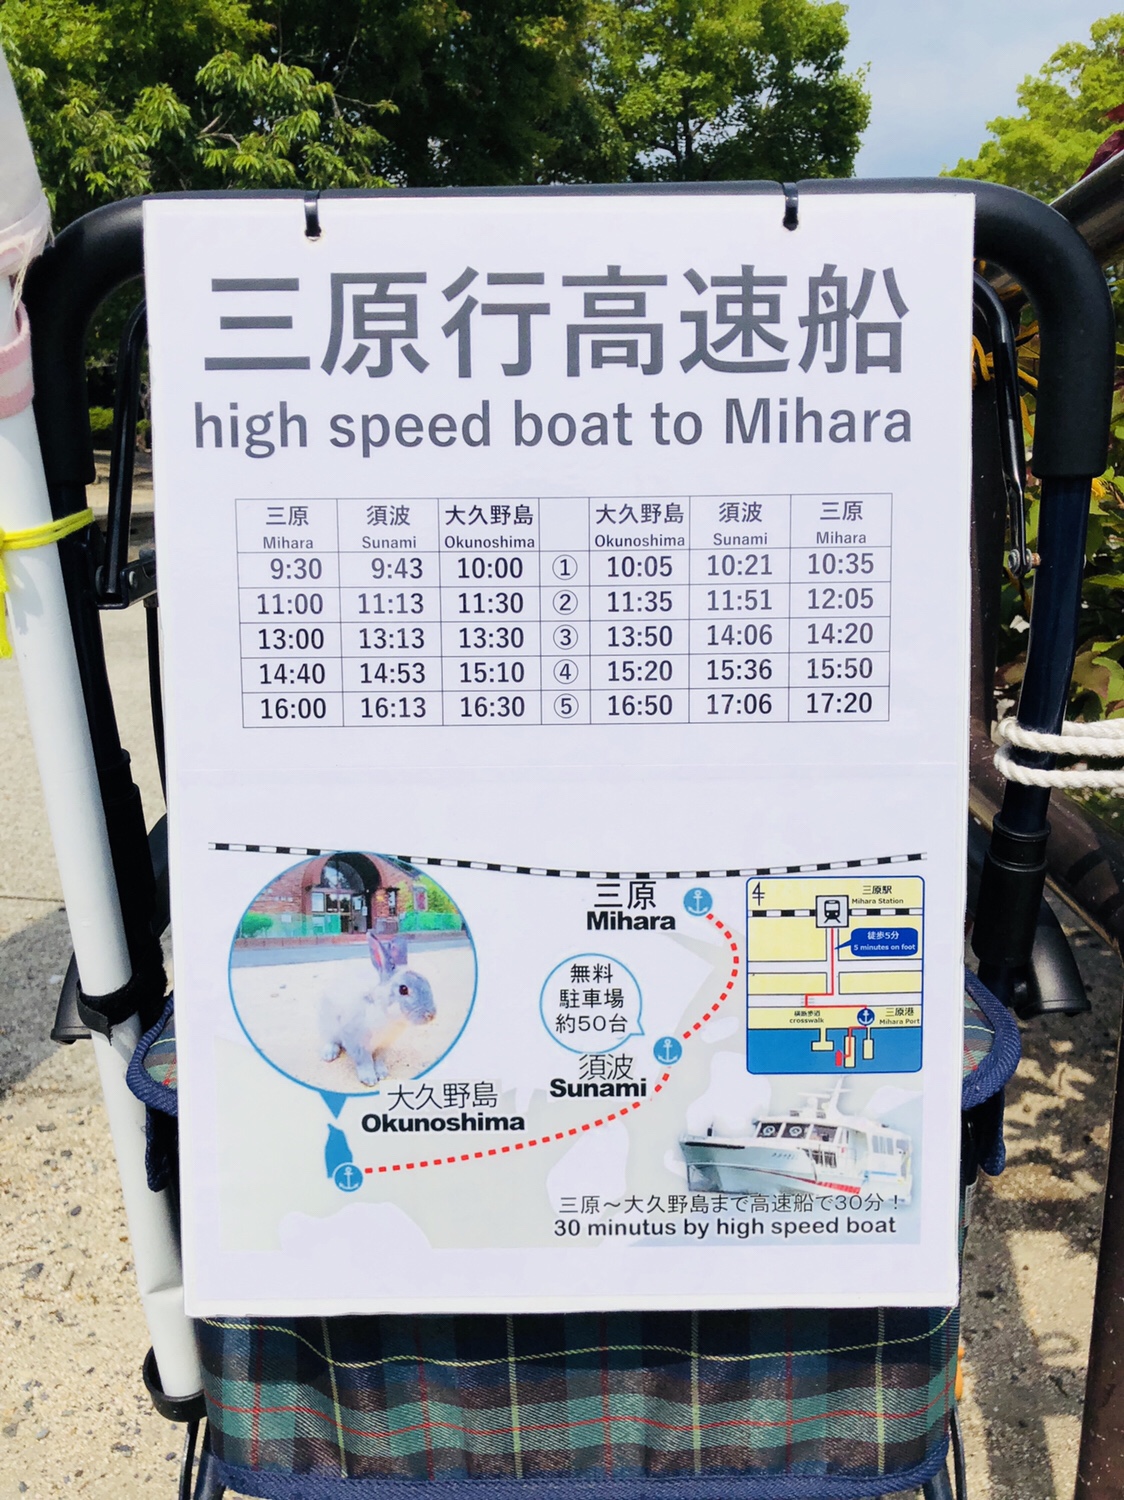 三原行高速船
high speed boat to Mihara
三原 須波 大久野島 大久野島 須波 三原
Mihara Sunami Okunoshima Okunoshima Sunami Mihara
9:30 9:43 10:00 ① 10:05 10:21 10:35
11:00 11:13 11:30 ② 11:35 11:51 12:05
13:00 13:13 13:30 ③ 13:50 14:06 14:20
14:40 14:53 15:10 ④ 15:20 15:36 15:50
16:00 16:13 16:30 ⑤ 16:50 17:06 17:20
三原
Mihara
無料
駐車場
約50台
須波
Sunami
大久野島
Okunoshima
三原駅
Mihara Station
徒歩5分
5 minutes on foot
横断歩道
crosswalk
三原港
Mihara Port
三原～大久野島まで高速船で30分！
30 minutus by high speed boat